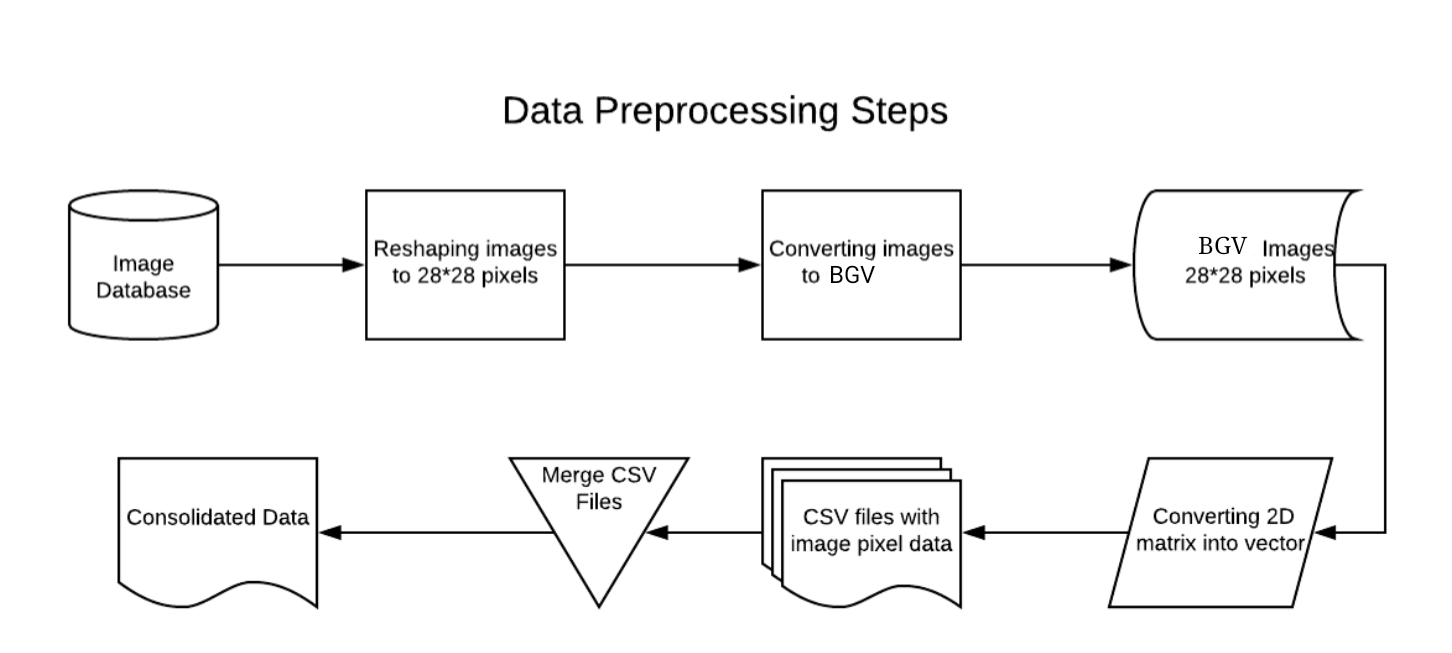 Data Preprocessing Steps
Image
Database
Reshaping images
to 28*28 pixels
Converting images
to BGV
BGV Images
28*28 pixels
Converting 2D
matrix into vector
CSV files with
image pixel data
Merge CSV
Files
Consolidated Data